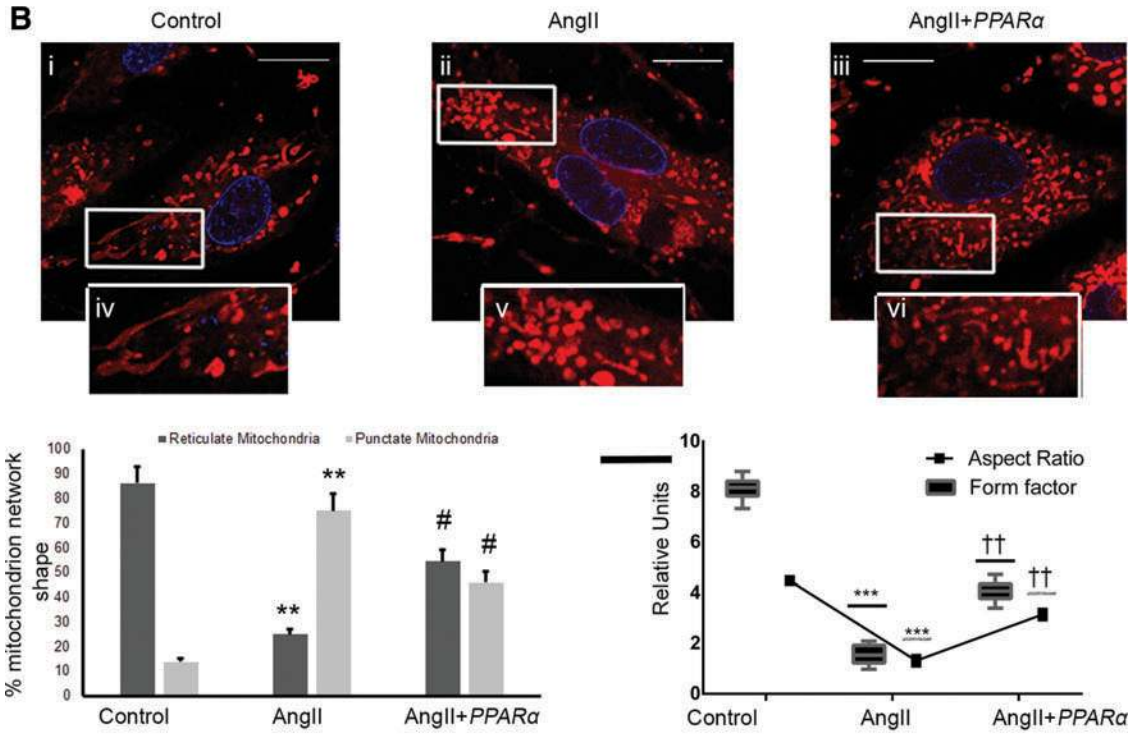 B
Control
AngII
AngII+PPARα
i
ii
iii
iv
v
vi
Reticulate Mitochondria
Punctate Mitochondria
% mitochondrion network
shape
100
90
80
70
60
50
40
30
20
10
0
**
**
#
#
Control
AngII
AngII+PPARα
Relative Units
10
8
6
4
2
0
Aspect Ratio
Form factor
***
***
††
††
Control
AngII
AngII+PPARα